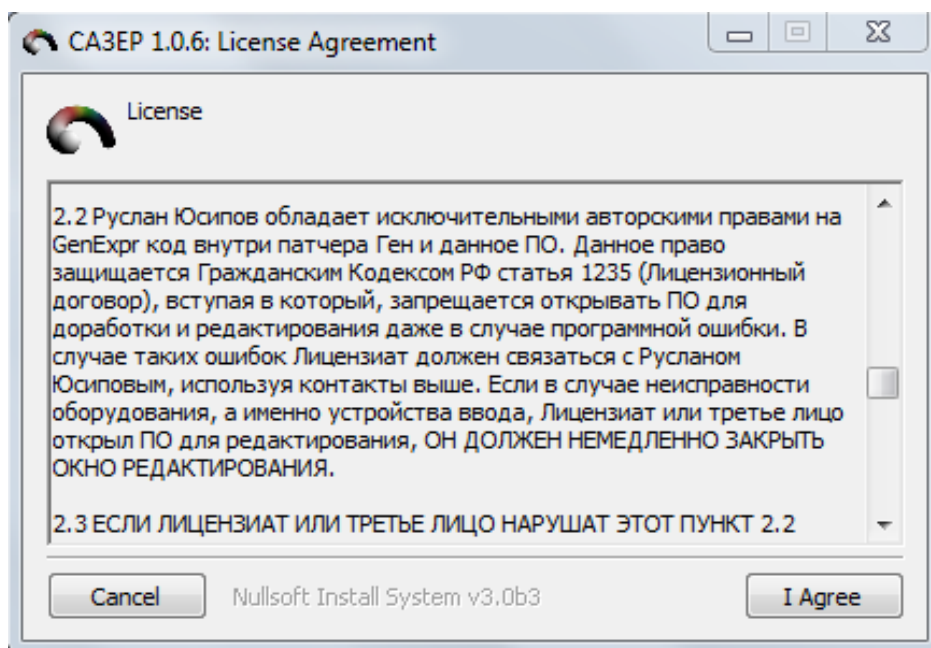 САЗЕР 1.0.6: License Agreement
License
2.2 Руслан Юсипов обладает исключительными авторскими правами на
GenExpr код внутри патчера Ген и данное ПО. Данное право
защищается Гражданским Кодексом РФ статья 1235 (Лицензионный
договор), вступая в который, запрещается открывать ПО для
доработки и редактирования даже в случае программной ошибки. В
случае таких ошибок Лицензиат должен связаться с Русланом
Юсиповым, используя контакты выше. Если в случае неисправности
оборудования, а именно устройства ввода, Лицензиат или третье лицо
открыл ПО для редактирования, ОН ДОЛЖЕН НЕМЕДЛЕННО ЗАКРЫТЬ
ОКНО РЕДАКТИРОВАНИЯ.
2.3 ЕСЛИ ЛИЦЕНЗИАТ ИЛИ ТРЕТЬЕ ЛИЦО НАРУШАТ ЭТОТ ПУНКТ 2.2
Cancel
Nullsoft Install System v3.0b3
I Agree